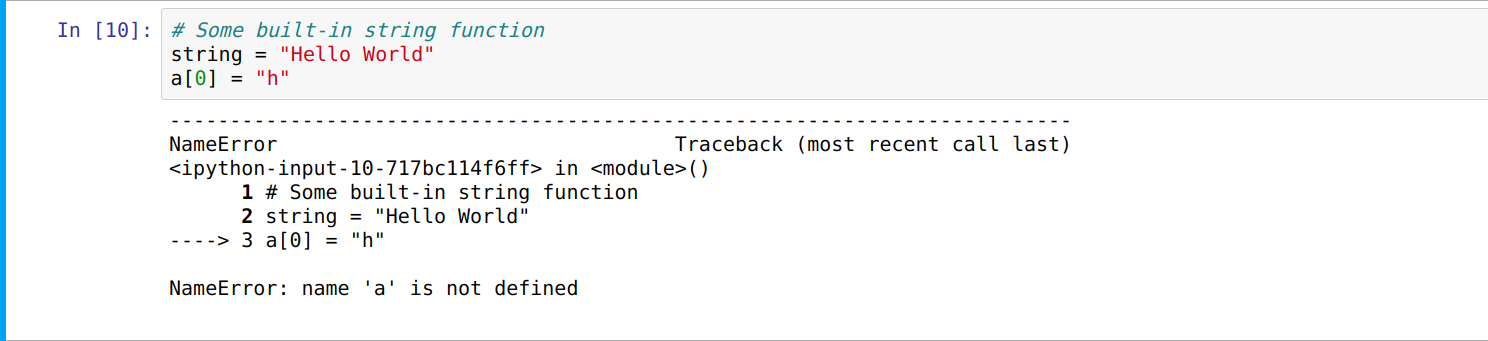 In [10]: # Some built-in string function
string = "Hello World"
a[0] = "h"
---------------------------------------------------------------------------
NameError                                 Traceback (most recent call last)
<ipython-input-10-717bc114f6ff> in <module>()
      1 # Some built-in string function
      2 string = "Hello World"
----> 3 a[0] = "h"
NameError: name 'a' is not defined